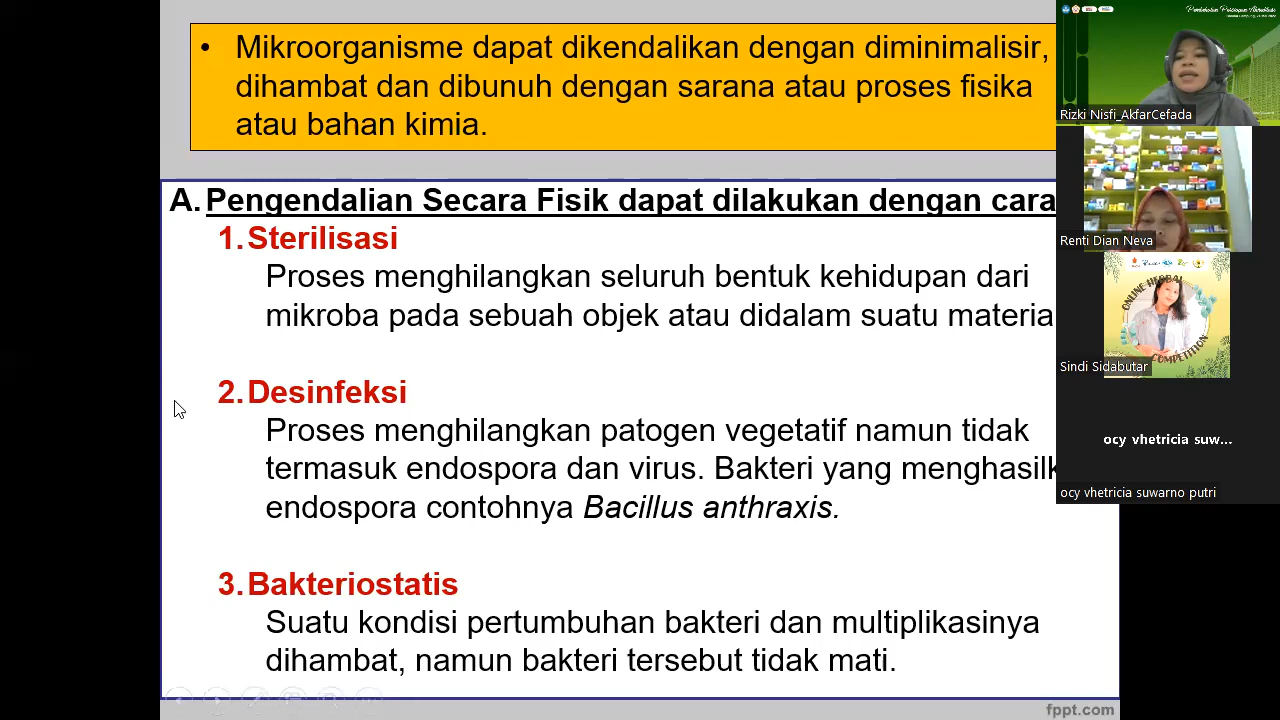 • Mikroorganisme dapat dikendalikan dengan diminimalisir,
dihambat dan dibunuh dengan sarana atau proses fisika
atau bahan kimia.
A. Pengendalian Secara Fisik dapat dilakukan dengan cara
1. Sterilisasi
Proses menghilangkan seluruh bentuk kehidupan dari
mikroba pada sebuah objek atau didalam suatu materia
2. Desinfeksi
Proses menghilangkan patogen vegetatif namun tidak
termasuk endospora dan virus. Bakteri yang menghasilk
endospora contohnya Bacillus anthraxis.
3. Bakteriostatis
Suatu kondisi pertumbuhan bakteri dan multiplikasinya
dihambat, namun bakteri tersebut tidak mati.
fppt.com
Rizki Nisfi_AkfarCefada
Renti Dian Neva
ONLINE HERBAL
COMPETITION
Sindi Sidabutar
ocy vhetricia suw...
ocy vhetricia suwarno putri